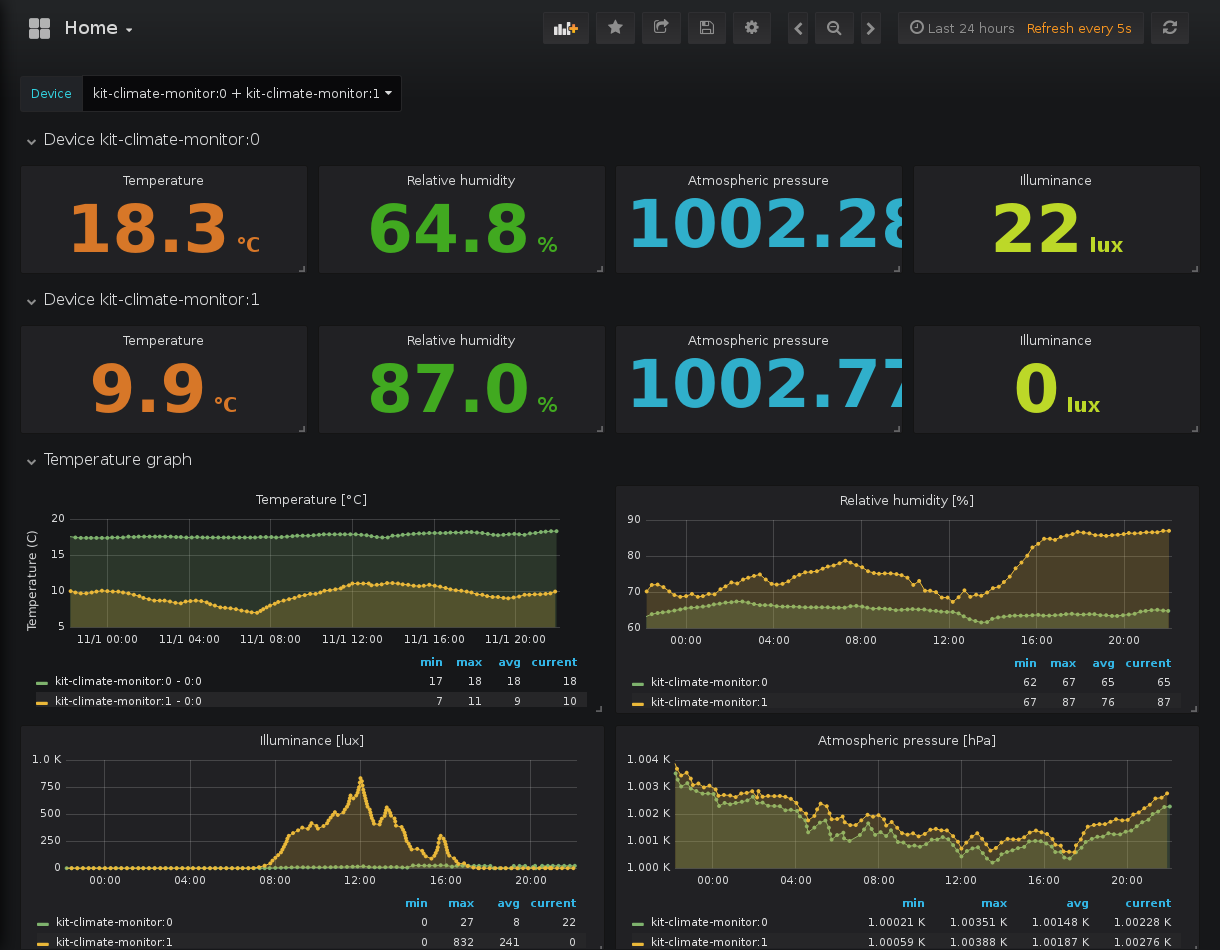 Home
Last 24 hours Refresh every 5s
Device kit-climate-monitor:0 + kit-climate-monitor:1
Device kit-climate-monitor:0
Temperature Relative humidity Atmospheric pressure Illuminance
18.3 °C 64.8 % 1002.28 22 lux
Device kit-climate-monitor:1
Temperature Relative humidity Atmospheric pressure Illuminance
9.9 °C 87.0 % 1002.77 0 lux
Temperature graph
Temperature [°C]
Temperature (C)
20
15
10
5
11/1 00:00 11/1 04:00 11/1 08:00 11/1 12:00 11/1 16:00 11/1 20:00
min max avg current
kit-climate-monitor:0 - 0:0 17 18 18 18
kit-climate-monitor:1 - 0:0 7 11 9 10
Relative humidity [%]
90
80
70
60
00:00 04:00 08:00 12:00 16:00 20:00
min max avg current
kit-climate-monitor:0 62 67 65 65
kit-climate-monitor:1 67 87 76 87
Illuminance [lux]
1.0 K
750
500
250
0
00:00 04:00 08:00 12:00 16:00 20:00
min max avg current
kit-climate-monitor:0 0 27 8 22
kit-climate-monitor:1 0 832 241 0
Atmospheric pressure [hPa]
1.004 K
1.003 K
1.002 K
1.001 K
1.000 K
00:00 04:00 08:00 12:00 16:00 20:00
min max avg current
kit-climate-monitor:0 1.00021 K 1.00351 K 1.00148 K 1.00228 K
kit-climate-monitor:1 1.00059 K 1.00388 K 1.00187 K 1.00276 K